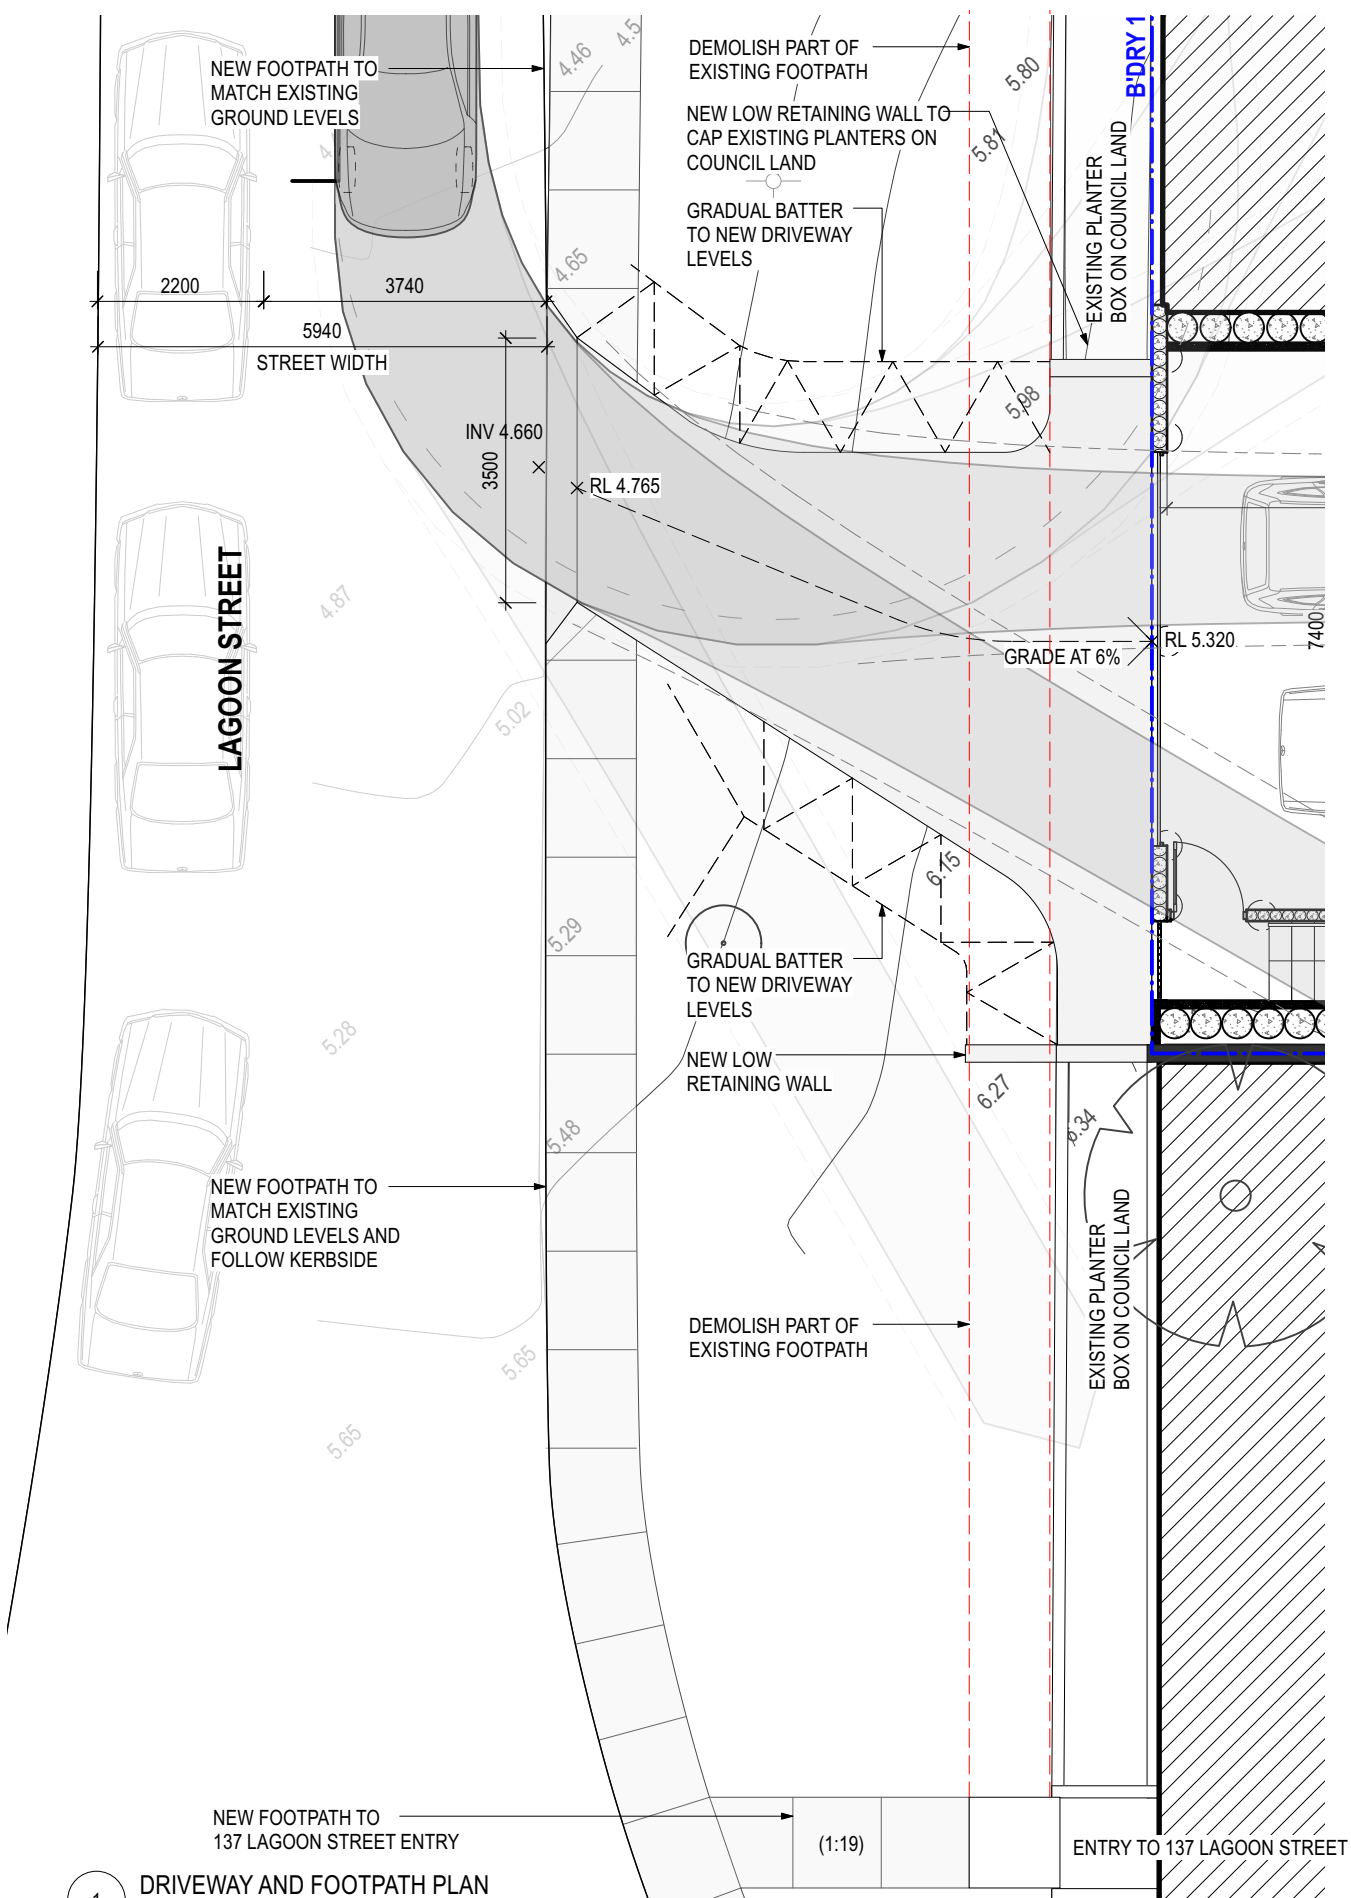 4.46
4.5
B'DRY 1
DEMOLISH PART OF
EXISTING FOOTPATH
NEW FOOTPATH TO
MATCH EXISTING
GROUND LEVELS
5.80
NEW LOW RETAINING WALL TO
CAP EXISTING PLANTERS ON
COUNCIL LAND
5.81
EXISTING PLANTER
BOX ON COUNCIL LAND
GRADUAL BATTER
TO NEW DRIVEWAY
LEVELS
4.65
2200
3740
5940
STREET WIDTH
5.98
INV 4.660
3500
RL 4.765
4.87
LAGOON STREET
RL 5.320
7400
GRADE AT 6%
5.02
6.15
5.29
GRADUAL BATTER
TO NEW DRIVEWAY
LEVELS
5.28
NEW LOW
RETAINING WALL
6.27
6.34
5.48
NEW FOOTPATH TO
MATCH EXISTING
GROUND LEVELS AND
FOLLOW KERBSIDE
EXISTING PLANTER
BOX ON COUNCIL LAND
DEMOLISH PART OF
EXISTING FOOTPATH
5.65
5.65
NEW FOOTPATH TO
137 LAGOON STREET ENTRY
(1:19)
ENTRY TO 137 LAGOON STREET
1
DRIVEWAY AND FOOTPATH PLAN